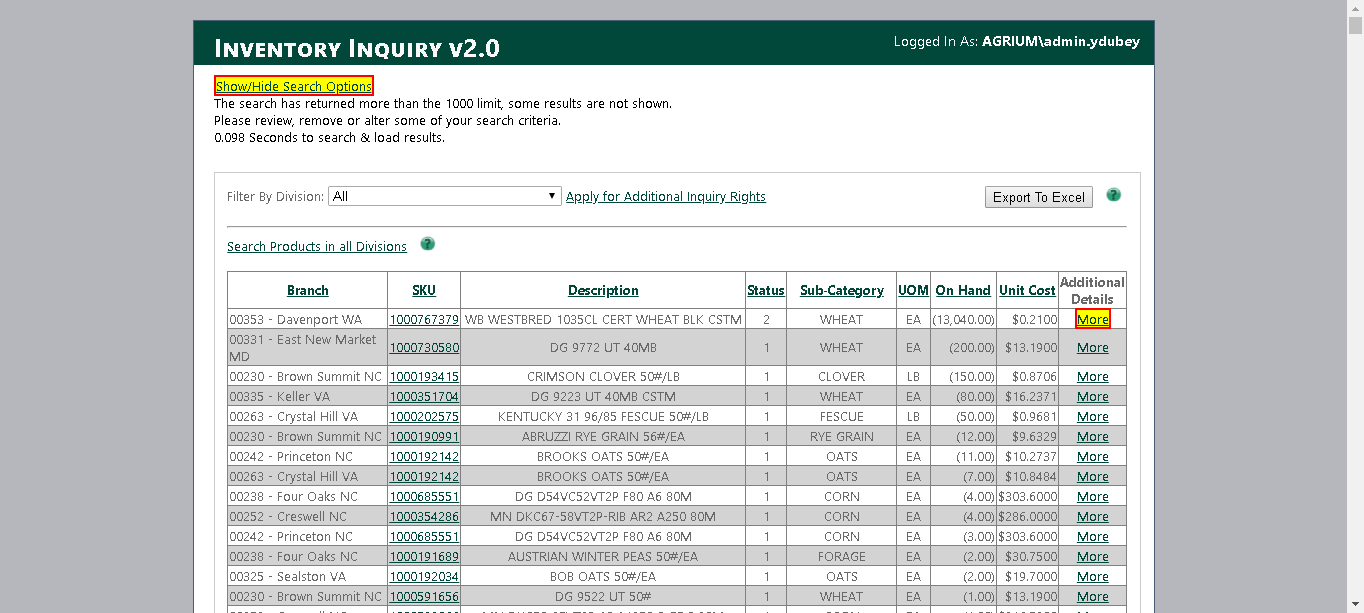 INVENTORY INQUIRY V2.0
Logged In As: AGRIUM\admin.ydubey
Show/Hide Search Options
The search has returned more than the 1000 limit, some results are not shown.
Please review, remove or alter some of your search criteria.
0.098 Seconds to search & load results.
Filter By Division: All Apply for Additional Inquiry Rights Export To Excel ?
Search Products in all Divisions ?
Branch SKU Description Status Sub-Category UOM On Hand Unit Cost Additional Details
00353 - Davenport WA 1000767379 WB WESTBRED 1035CL CERT WHEAT BLK CSTM 2 WHEAT EA (13,040.00) $0.2100 More
00331 - East New Market MD 1000730580 DG 9772 UT 40MB 1 WHEAT EA (200.00) $13.1900 More
00230 - Brown Summit NC 1000193415 CRIMSON CLOVER 50#/LB 1 CLOVER LB (150.00) $0.8706 More
00335 - Keller VA 1000351704 DG 9223 UT 40MB CSTM 1 WHEAT EA (80.00) $16.2371 More
00263 - Crystal Hill VA 1000202575 KENTUCKY 31 96/85 FESCUE 50#/LB 1 FESCUE LB (50.00) $0.9681 More
00230 - Brown Summit NC 1000190991 ABRUZZI RYE GRAIN 56#/EA 1 RYE GRAIN EA (12.00) $9.6329 More
00242 - Princeton NC 1000192142 BROOKS OATS 50#/EA 1 OATS EA (11.00) $10.2737 More
00263 - Crystal Hill VA 1000192142 BROOKS OATS 50#/EA 1 OATS EA (7.00) $10.8484 More
00238 - Four Oaks NC 1000685551 DG D54VC52VT2P F80 A6 80M 1 CORN EA (4.00) $303.6000 More
00252 - Creswell NC 1000354286 MN DKC67-58VT2P-RIB AR2 A250 80M 1 CORN EA (4.00) $286.0000 More
00242 - Princeton NC 1000685551 DG D54VC52VT2P F80 A6 80M 1 CORN EA (3.00) $303.6000 More
00238 - Four Oaks NC 1000191689 AUSTRIAN WINTER PEAS 50#/EA 1 FORAGE EA (2.00) $30.7500 More
00325 - Sealston VA 1000192034 BOB OATS 50#/EA 1 OATS EA (2.00) $19.7000 More
00230 - Brown Summit NC 1000591656 DG 9522 UT 50# 1 WHEAT EA (1.00) $13.1900 More